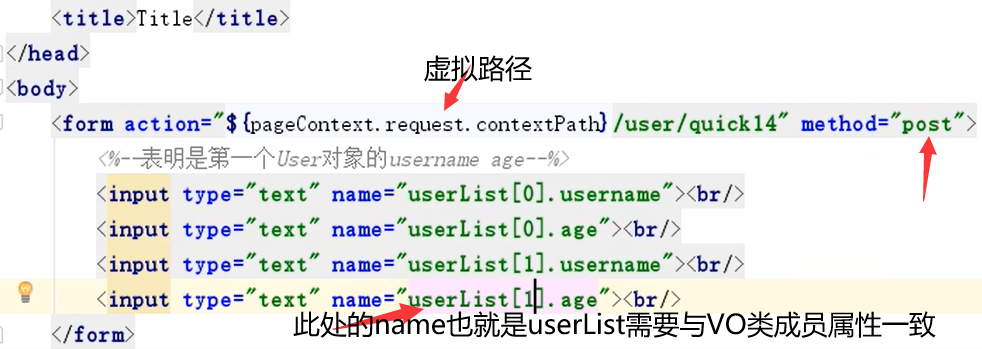 <title>Title</title>
</head>
虚拟路径
<body>
<form action="${pageContext.request.contextPath}/user/quick14" method="post">
<%--表明是第一个User对象的username age--%>
<input type="text" name="userList[0].username"><br/>
<input type="text" name="userList[0].age"><br/>
<input type="text" name="userList[1].username"><br/>
<input type="text" name="userList[1].age"><br/>
此处的name也就是userList需要与VO类成员属性一致
</form>